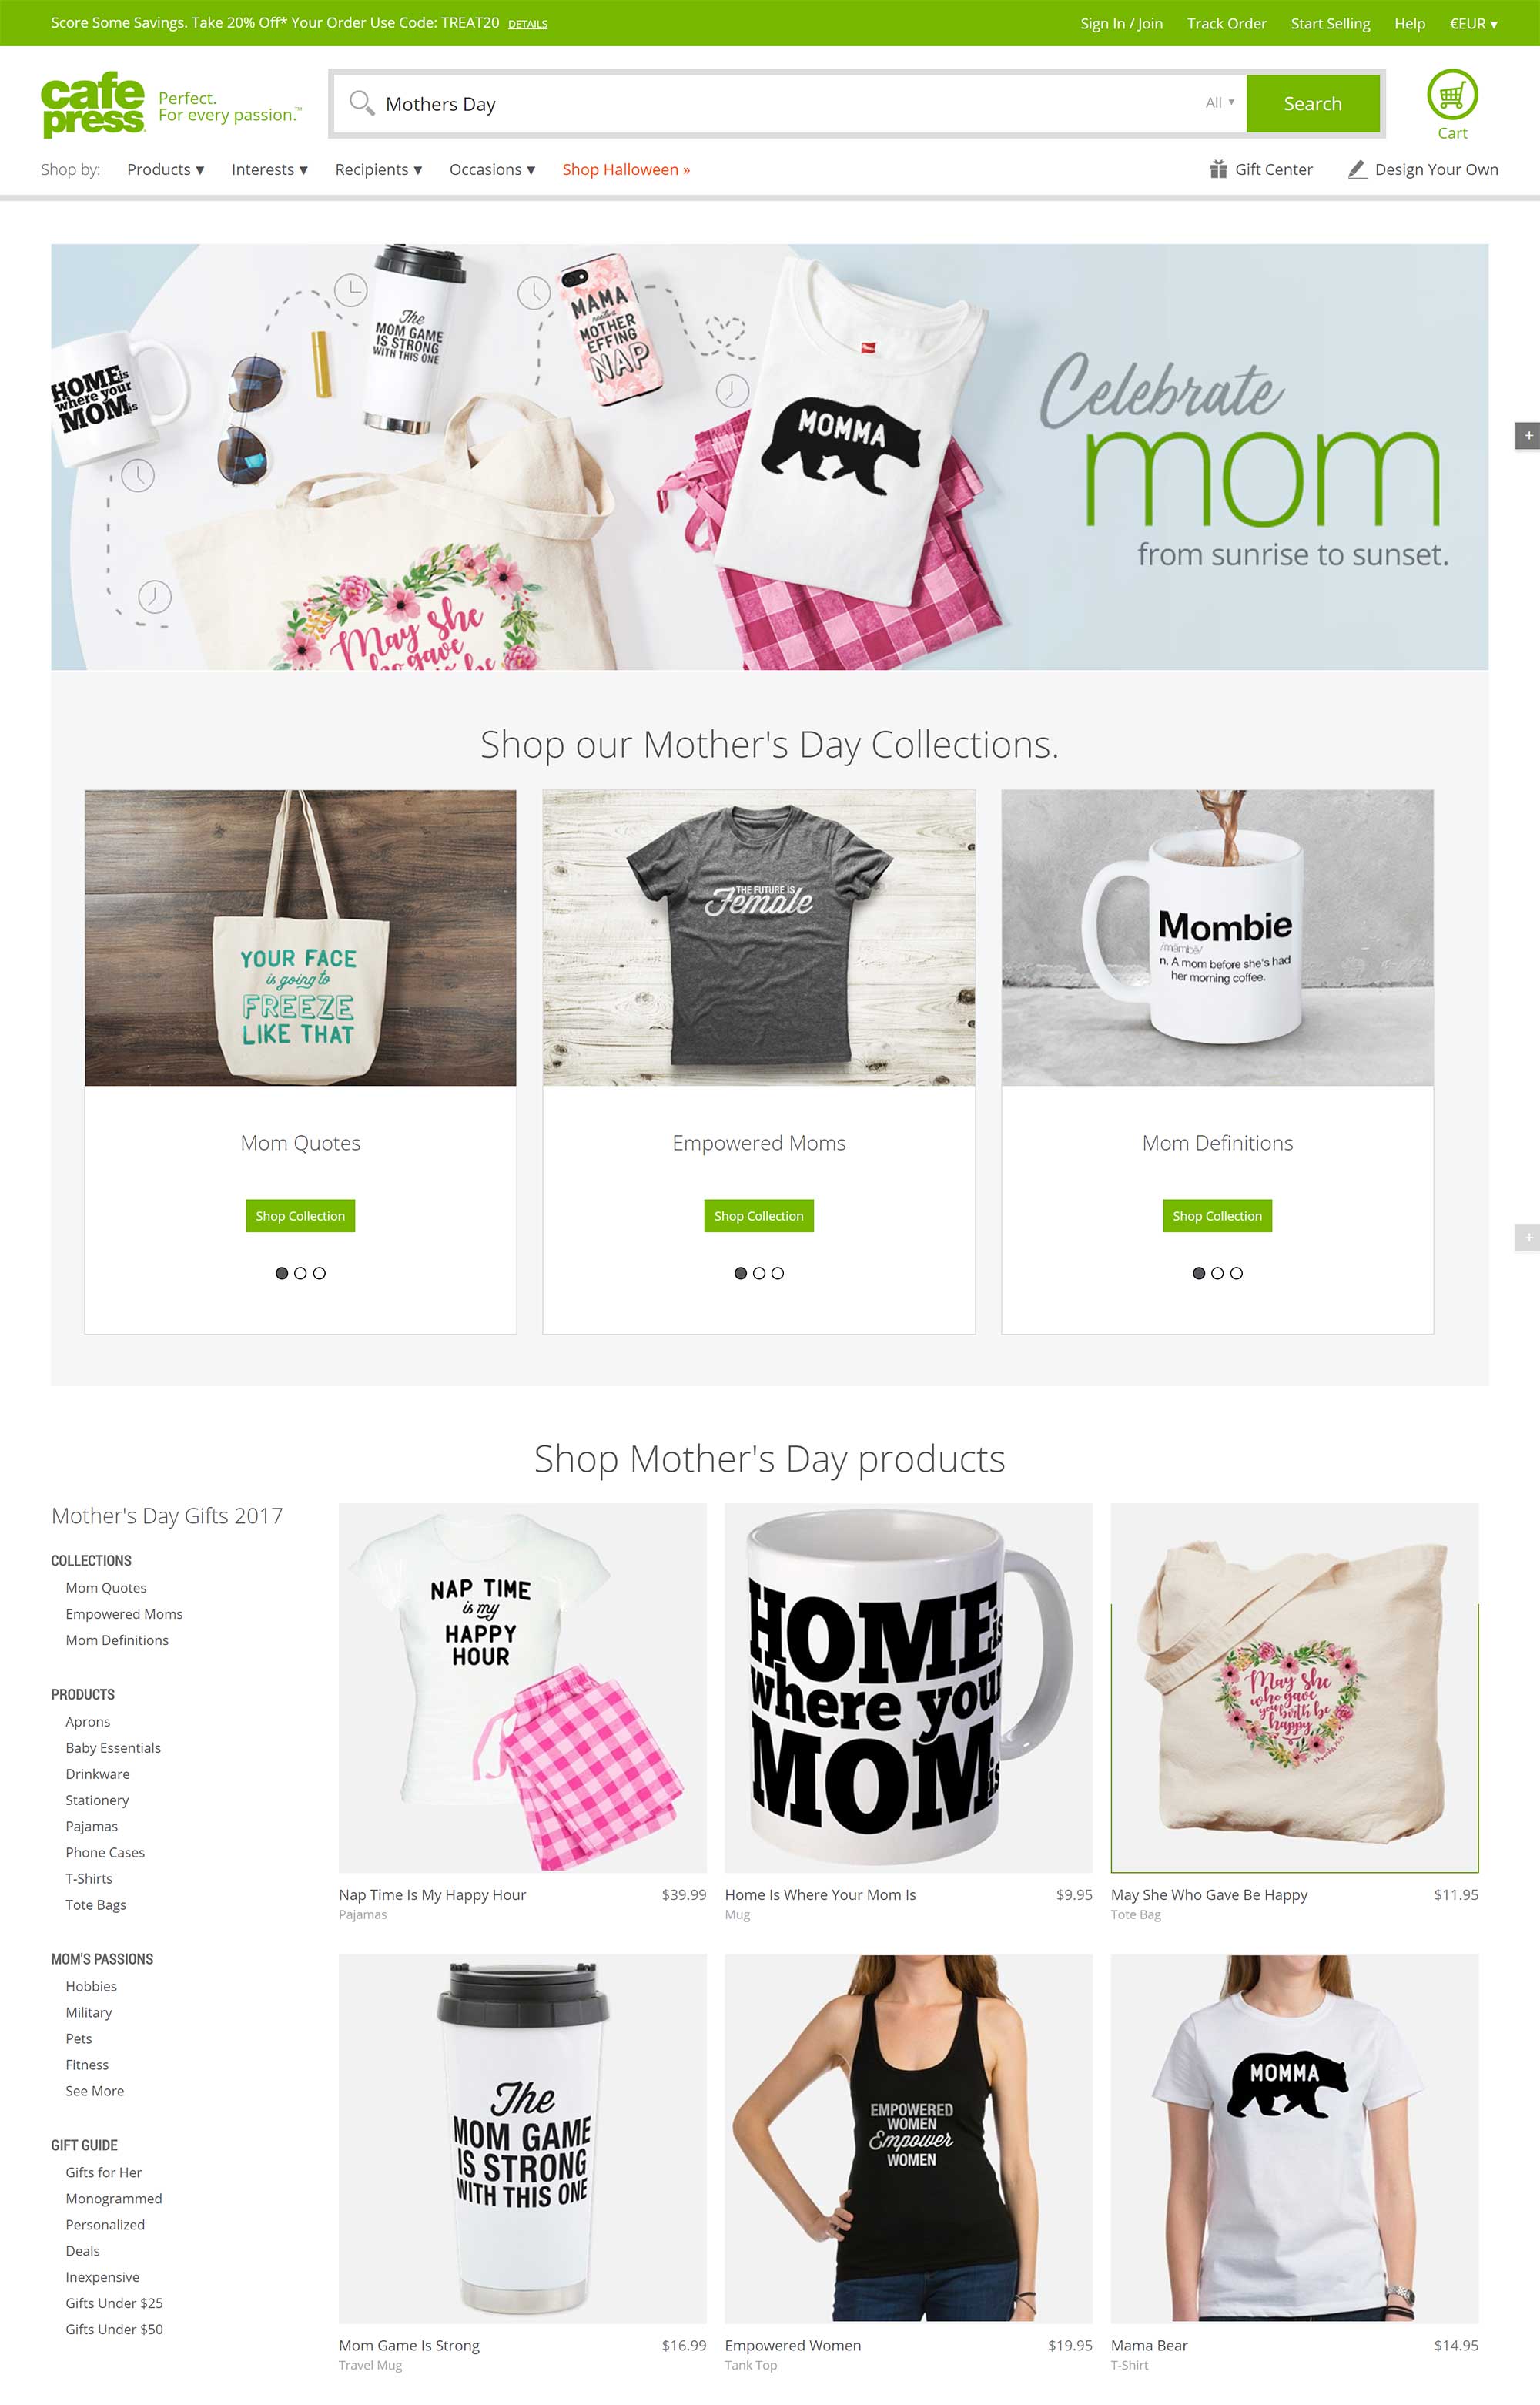 Score Some Savings. Take 20% Off* Your Order Use Code: TREAT20 DETAILS
Sign In / Join Track Order Start Selling Help €EUR ▾
cafe
press
Perfect.
For every passion.™
Mothers Day
All ▾
Search
Cart
Shop by: Products ▾ Interests ▾ Recipients ▾ Occasions ▾ Shop Halloween »
Gift Center Design Your Own
HOME is
where your
MOM is
The
MOM GAME
IS STRONG
WITH THIS ONE
MAMA
needs a
MOTHER
EFFING
NAP
MOMMA
May she
who gave
Celebrate
mom
from sunrise to sunset.
+
Shop our Mother's Day Collections.
YOUR FACE
is going to
FREEZE
LIKE THAT
THE FUTURE IS
Female
Mombie
n. A mom before she's had
her morning coffee.
Mom Quotes
Empowered Moms
Mom Definitions
Shop Collection
Shop Collection
Shop Collection
+
Shop Mother's Day products
Mother's Day Gifts 2017
COLLECTIONS
Mom Quotes
Empowered Moms
Mom Definitions
PRODUCTS
Aprons
Baby Essentials
Drinkware
Stationery
Pajamas
Phone Cases
T-Shirts
Tote Bags
MOM'S PASSIONS
Hobbies
Military
Pets
Fitness
See More
GIFT GUIDE
Gifts for Her
Monogrammed
Personalized
Deals
Inexpensive
Gifts Under $25
Gifts Under $50
NAP TIME
is my
HAPPY
HOUR
Nap Time Is My Happy Hour $39.99
Pajamas
HOME is
where your
MOM is
Home Is Where Your Mom Is $9.95
Mug
May she
who gave
you birth be
happy
May She Who Gave Be Happy $11.95
Tote Bag
The
MOM GAME
IS STRONG
WITH THIS ONE
Mom Game Is Strong $16.99
Travel Mug
EMPOWERED
WOMEN
Empower
WOMEN
Empowered Women $19.95
Tank Top
MOMMA
Mama Bear $14.95
T-Shirt